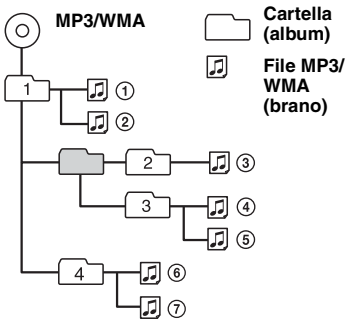 MP3/WMA
Cartella
(album)
File MP3/
WMA
(brano)
1
①
②
2
③
3
④
⑤
4
⑥
⑦